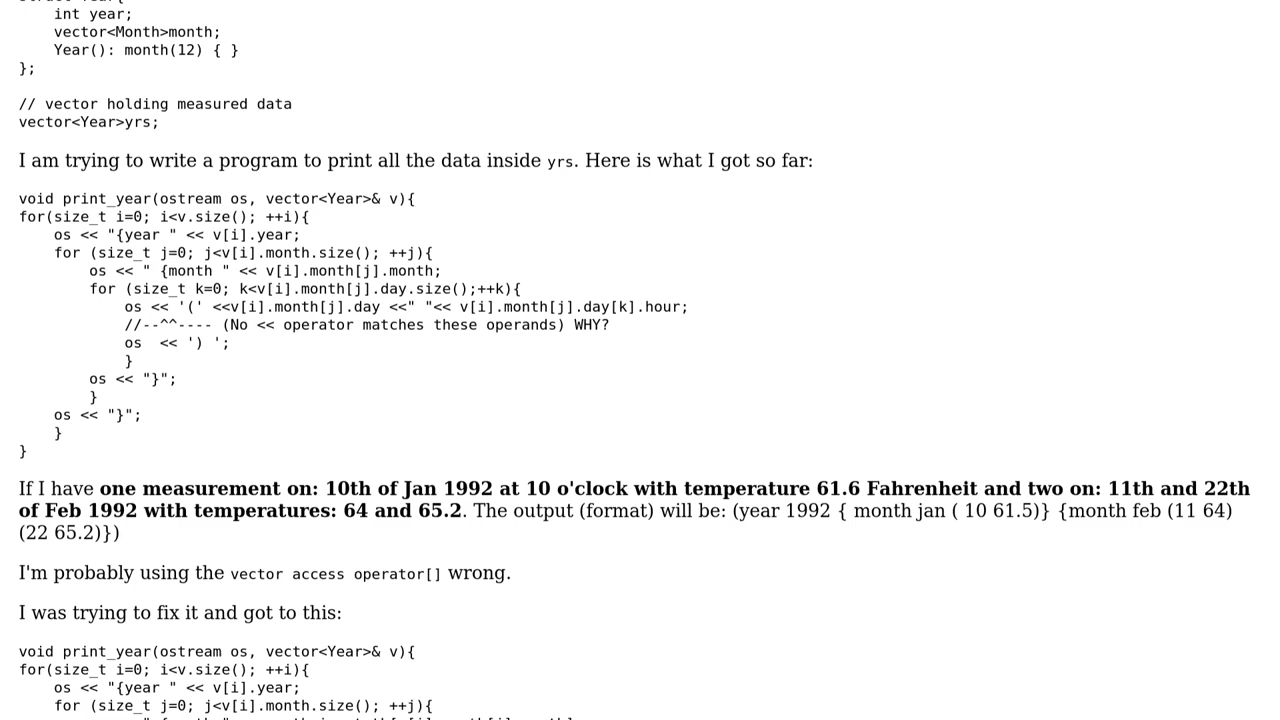 int year;
    vector<Month>month;
    Year(): month(12) { }
};

// vector holding measured data
vector<Year>yrs;

I am trying to write a program to print all the data inside yrs. Here is what I got so far:

void print_year(ostream os, vector<Year>& v){
for(size_t i=0; i<v.size(); ++i){
    os << "{year " << v[i].year;
    for (size_t j=0; j<v[i].month.size(); ++j){
        os << " {month " << v[i].month[j].month;
        for (size_t k=0; k<v[i].month[j].day.size();++k){
            os << '(' <<v[i].month[j].day <<" "<< v[i].month[j].day[k].hour;
            //--^^---- (No << operator matches these operands) WHY?
            os  << ') ';
            }
        os << "}";
        }
    os << "}";
    }
}

If I have one measurement on: 10th of Jan 1992 at 10 o'clock with temperature 61.6 Fahrenheit and two on: 11th and 22th
of Feb 1992 with temperatures: 64 and 65.2. The output (format) will be: (year 1992 { month jan ( 10 61.5)} {month feb (11 64)
(22 65.2)})

I'm probably using the vector access operator[] wrong.

I was trying to fix it and got to this:

void print_year(ostream os, vector<Year>& v){
for(size_t i=0; i<v.size(); ++i){
    os << "{year " << v[i].year;
    for (size_t j=0; j<v[i].month.size(); ++j){